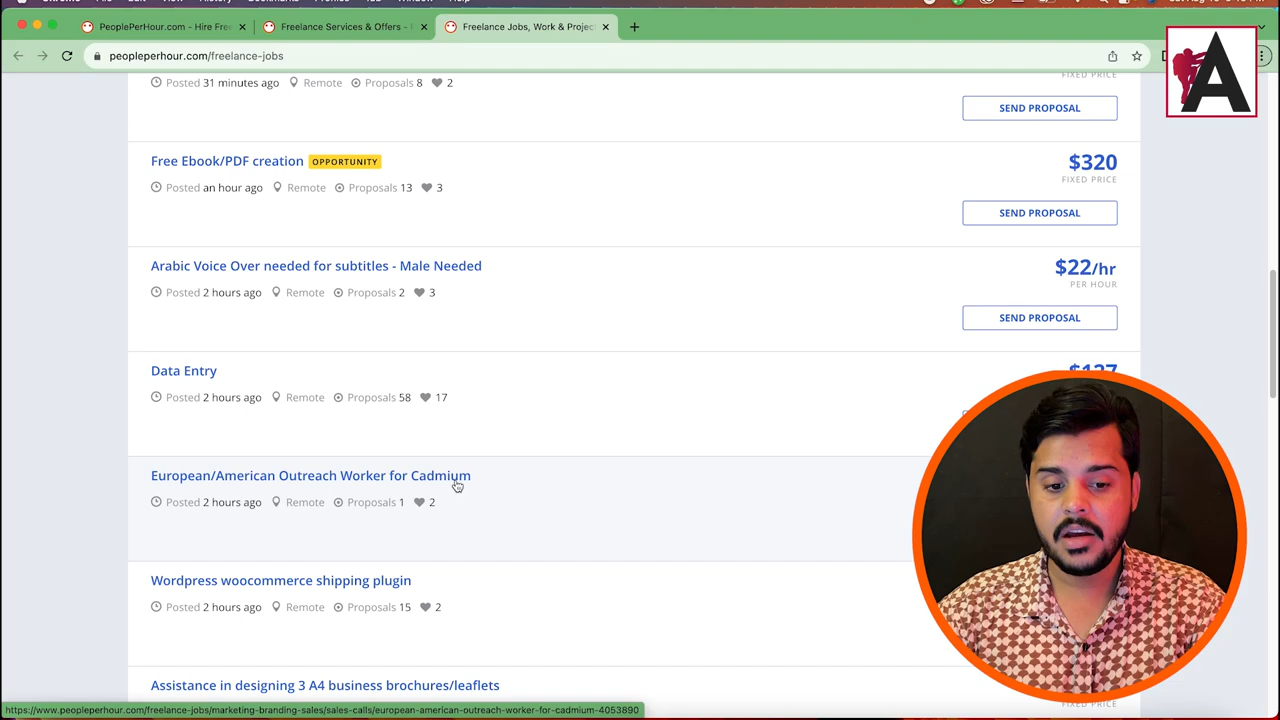 PeoplePerHour.com - Hire Free
Freelance Services & Offers -
Freelance Jobs, Work & Project
peopleperhour.com/freelance-jobs
A
FIXED PRICE
Posted 31 minutes ago Remote Proposals 8 2
SEND PROPOSAL
Free Ebook/PDF creation OPPORTUNITY
$320
FIXED PRICE
Posted an hour ago Remote Proposals 13 3
SEND PROPOSAL
Arabic Voice Over needed for subtitles - Male Needed
$22/hr
PER HOUR
Posted 2 hours ago Remote Proposals 2 3
SEND PROPOSAL
Data Entry
Posted 2 hours ago Remote Proposals 58 17
European/American Outreach Worker for Cadmium
Posted 2 hours ago Remote Proposals 1 2
Wordpress woocommerce shipping plugin
Posted 2 hours ago Remote Proposals 15 2
Assistance in designing 3 A4 business brochures/leaflets
https://www.peopleperhour.com/freelance-jobs/marketing-branding-sales/sales-calls/european-american-outreach-worker-for-cadmium-4053890
FIXED PRICE